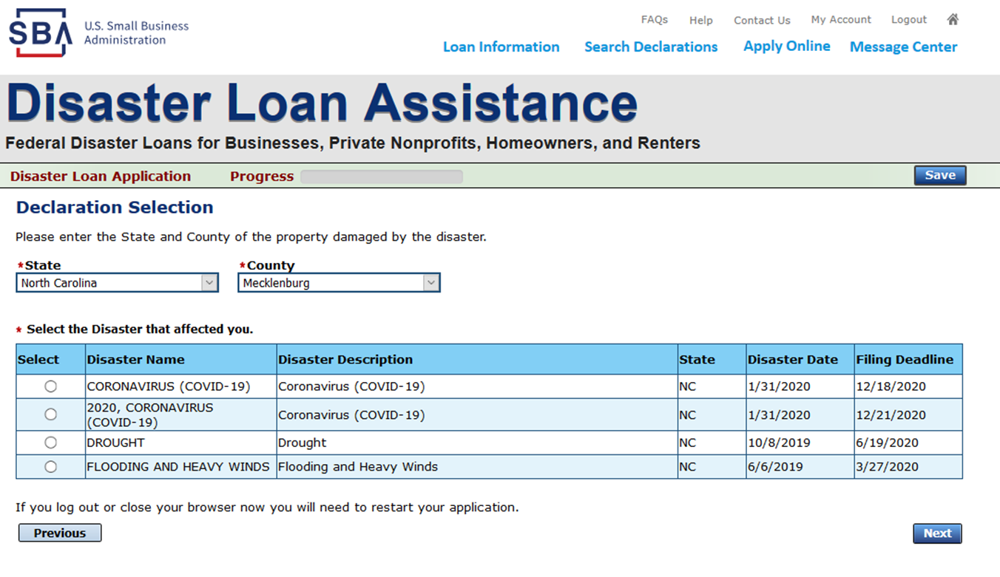 SBA
U.S. Small Business
Administration
FAQs Help Contact Us My Account Logout
Loan Information Search Declarations Apply Online Message Center
Disaster Loan Assistance
Federal Disaster Loans for Businesses, Private Nonprofits, Homeowners, and Renters
Disaster Loan Application Progress Save
Declaration Selection
Please enter the State and County of the property damaged by the disaster.
*State *County
North Carolina Mecklenburg
* Select the Disaster that affected you.
Select Disaster Name Disaster Description State Disaster Date Filing Deadline
CORONAVIRUS (COVID-19) Coronavirus (COVID-19) NC 1/31/2020 12/18/2020
2020, CORONAVIRUS
(COVID-19) Coronavirus (COVID-19) NC 1/31/2020 12/21/2020
DROUGHT Drought NC 10/8/2019 6/19/2020
FLOODING AND HEAVY WINDS Flooding and Heavy Winds NC 6/6/2019 3/27/2020
If you log out or close your browser now you will need to restart your application.
Previous Next